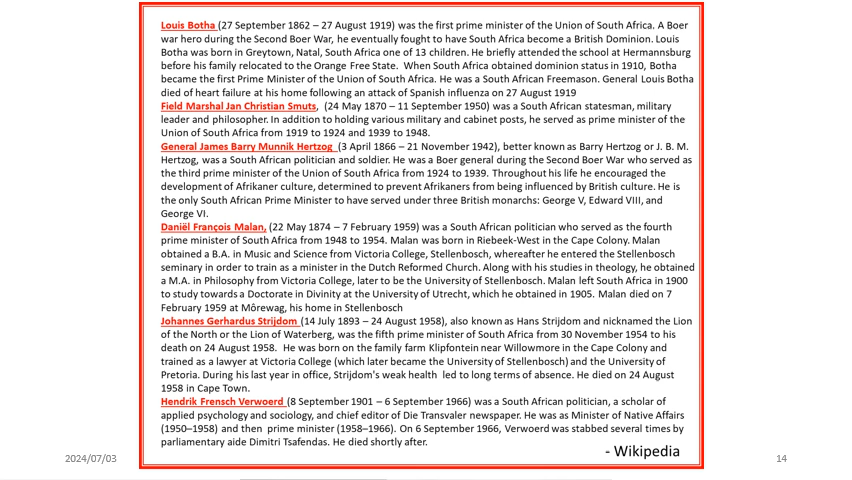 Louis Botha (27 September 1862 – 27 August 1919) was the first prime minister of the Union of South Africa. A Boer
war hero during the Second Boer War, he eventually fought to have South Africa become a British Dominion. Louis
Botha was born in Greytown, Natal, South Africa one of 13 children. He briefly attended the school at Hermannsburg
before his family relocated to the Orange Free State. When South Africa obtained dominion status in 1910, Botha
became the first Prime Minister of the Union of South Africa. He was a South African Freemason. General Louis Botha
died of heart failure at his home following an attack of Spanish influenza on 27 August 1919
Field Marshal Jan Christian Smuts, (24 May 1870 – 11 September 1950) was a South African statesman, military
leader and philosopher. In addition to holding various military and cabinet posts, he served as prime minister of the
Union of South Africa from 1919 to 1924 and 1939 to 1948.
General James Barry Munnik Hertzog (3 April 1866 – 21 November 1942), better known as Barry Hertzog or J. B. M.
Hertzog, was a South African politician and soldier. He was a Boer general during the Second Boer War who served as
the third prime minister of the Union of South Africa from 1924 to 1939. Throughout his life he encouraged the
development of Afrikaner culture, determined to prevent Afrikaners from being influenced by British culture. He is
the only South African Prime Minister to have served under three British monarchs: George V, Edward VIII, and
George VI.
Daniël François Malan, (22 May 1874 – 7 February 1959) was a South African politician who served as the fourth
prime minister of South Africa from 1948 to 1954. Malan was born in Riebeek-West in the Cape Colony. Malan
obtained a B.A. in Music and Science from Victoria College, Stellenbosch, whereafter he entered the Stellenbosch
seminary in order to train as a minister in the Dutch Reformed Church. Along with his studies in theology, he obtained
a M.A. in Philosophy from Victoria College, later to be the University of Stellenbosch. Malan left South Africa in 1900
to study towards a Doctorate in Divinity at the University of Utrecht, which he obtained in 1905. Malan died on 7
February 1959 at Môrewag, his home in Stellenbosch
Johannes Gerhardus Strijdom (14 July 1893 – 24 August 1958), also known as Hans Strijdom and nicknamed the Lion
of the North or the Lion of Waterberg, was the fifth prime minister of South Africa from 30 November 1954 to his
death on 24 August 1958. He was born on the family farm Klipfontein near Willowmore in the Cape Colony and
trained as a lawyer at Victoria College (which later became the University of Stellenbosch) and the University of
Pretoria. During his last year in office, Strijdom's weak health led to long terms of absence. He died on 24 August
1958 in Cape Town.
Hendrik Frensch Verwoerd (8 September 1901 – 6 September 1966) was a South African politician, a scholar of
applied psychology and sociology, and chief editor of Die Transvaler newspaper. He was as Minister of Native Affairs
(1950–1958) and then prime minister (1958–1966). On 6 September 1966, Verwoerd was stabbed several times by
parliamentary aide Dimitri Tsafendas. He died shortly after.
- Wikipedia
2024/07/03
14